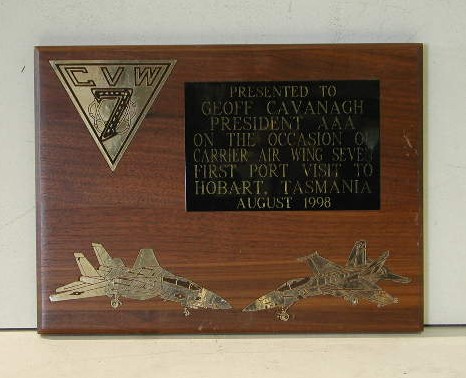 CVW
7
PRESENTED TO
GEOFF CAVANAGH
PRESIDENT AAA
ON THE OCCASION OF
CARRIER AIR WING SEVEN
FIRST PORT VISIT TO
HOBART, TASMANIA
AUGUST 1998